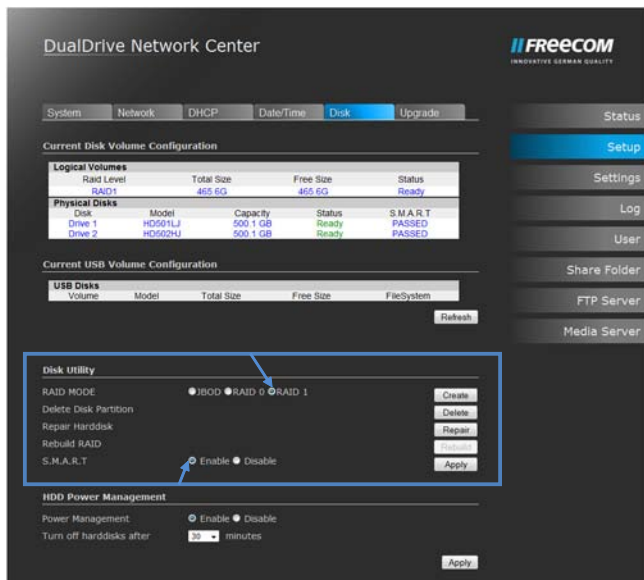 DualDrive Network Center
FREECOM
INNOVATIVE GERMAN QUALITY
System Network DHCP Date/Time Disk Upgrade
Status
Setup
Settings
Log
User
Share Folder
FTP Server
Media Server
Current Disk Volume Configuration
Logical Volumes
Raid Level Total Size Free Size Status
RAID1 465.6G 465.6G Ready
Physical Disks
Disk Model Capacity Status S.M.A.R.T
Drive 1 HD501LJ 500.1 GB Ready PASSED
Drive 2 HD502HJ 500.1 GB Ready PASSED
Current USB Volume Configuration
USB Disks
Volume Model Total Size Free Size FileSystem
Refresh
Disk Utility
RAID MODE JBOD RAID 0 RAID 1 Create
Delete Disk Partition Delete
Repair Harddisk Repair
Rebuild RAID Rebuild
S.M.A.R.T Enable Disable Apply
HDD Power Management
Power Management Enable Disable
Turn off harddisks after 30 minutes
Apply